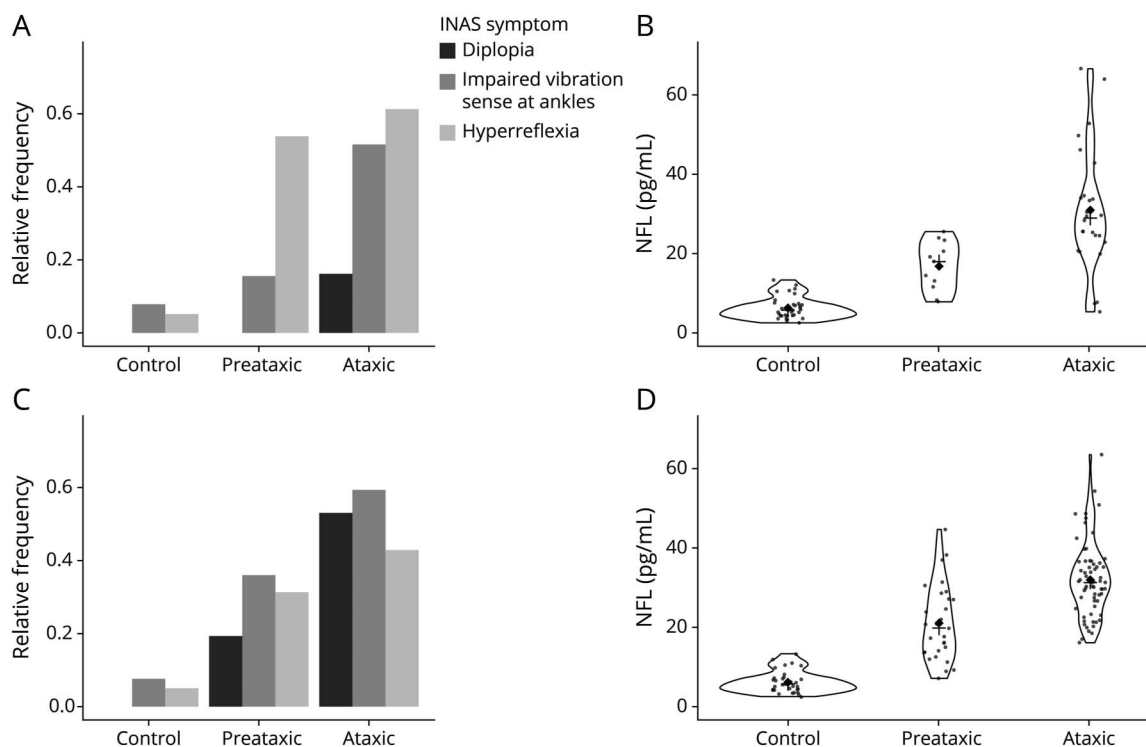 A
INAS symptom
Diplopia
Impaired vibration
sense at ankles
Hyperreflexia
Relative frequency
0.6
0.4
0.2
0.0
Control Preataxic Ataxic
B
NFL (pg/mL)
60
40
20
0
Control Preataxic Ataxic
C
Relative frequency
0.6
0.4
0.2
0.0
Control Preataxic Ataxic
D
NFL (pg/mL)
60
40
20
0
Control Preataxic Ataxic